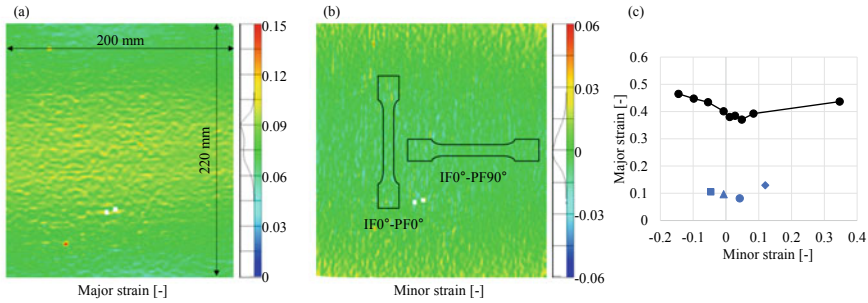 (a)
200 mm
220 mm
0.15
0.12
0.09
0.06
0.03
0
Major strain [-]
(b)
IF0°-PF90°
IF0°-PF0°
0.06
0.03
0
-0.03
-0.06
Minor strain [-]
(c)
Major strain [-]
0.6
0.5
0.4
0.3
0.2
0.1
0
-0.2 -0.1 0 0.1 0.2 0.3 0.4
Minor strain [-]